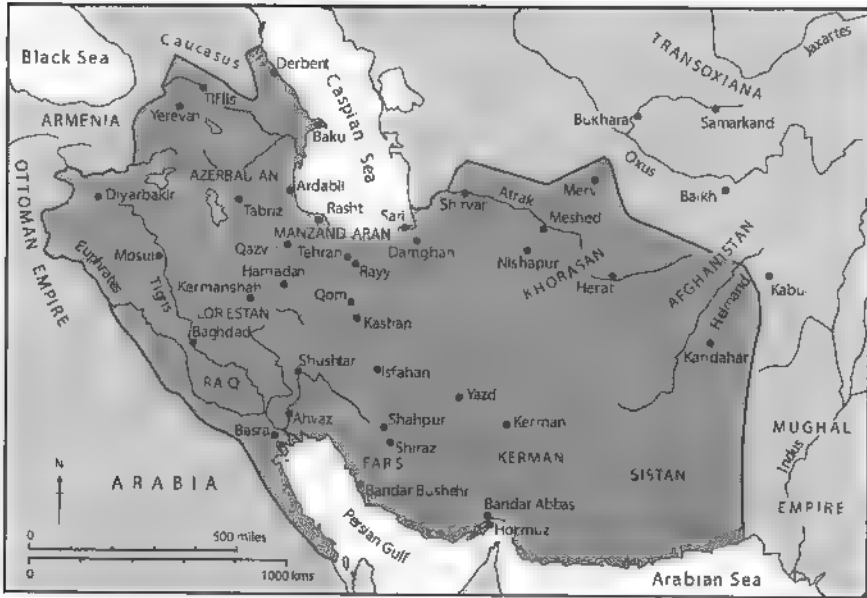 Black Sea
Caucasus
Derbent
Caspian Sea
TRANSOXIANA
Jaxartes
Tiflis
Yerevan
ARMENIA
Baku
Bukhara
Samarkand
Oxus
OTTOMAN EMPIRE
AZERBAIJAN
Diyarbakir
Ardabil
Tabriz
Rasht
Sari
MANZANDARAN
Shirvar
Atrak
Merv
Balkh
Meshed
Mosul
Qazv
Tehran
Rayy
Damghan
Nishapur
KHORASAN
Herat
AFGHANISTAN
Kabu
Euphrates
Tigris
Hamadan
Kermanshah
LORESTAN
Qom
Kashan
Helmand
Kandahar
Baghdad
RAQ
Shushtar
Isfahan
Yazd
Ahvaz
Basra
Shahpur
Shiraz
FARS
Kerman
KERMAN
SISTAN
MUGHAL
EMPIRE
Indus
N
ARABIA
Bandar Bushehr
Bandar Abbas
Hormuz
Persian Gulf
Arabian Sea
0 500 miles
0 1000 kms